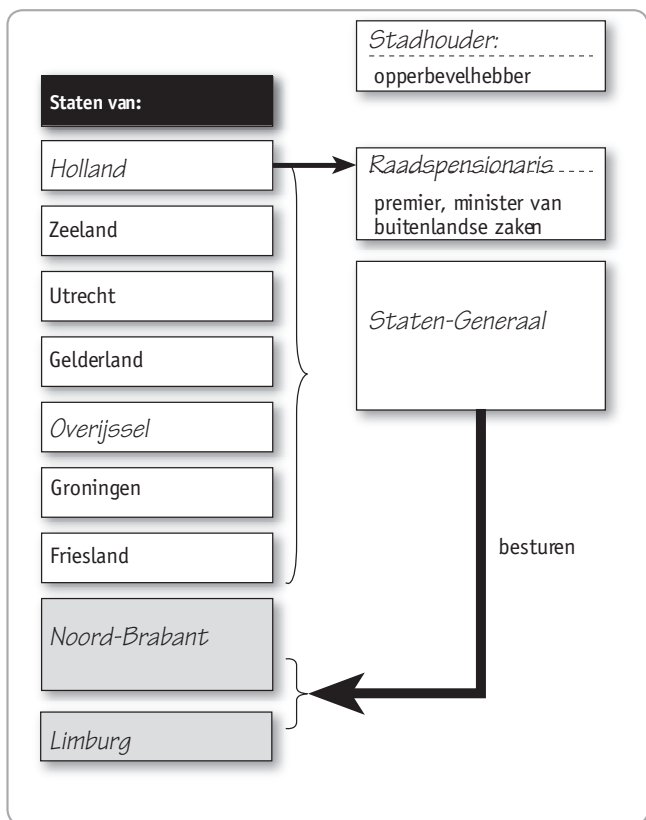 Stadhouder:
opperbevelhebber
Staten van:
Holland
Zeeland
Utrecht
Gelderland
Overijssel
Groningen
Friesland
Noord-Brabant
Limburg
Raadspensionaris
premier, minister van
buitenlandse zaken
Staten-Generaal
besturen